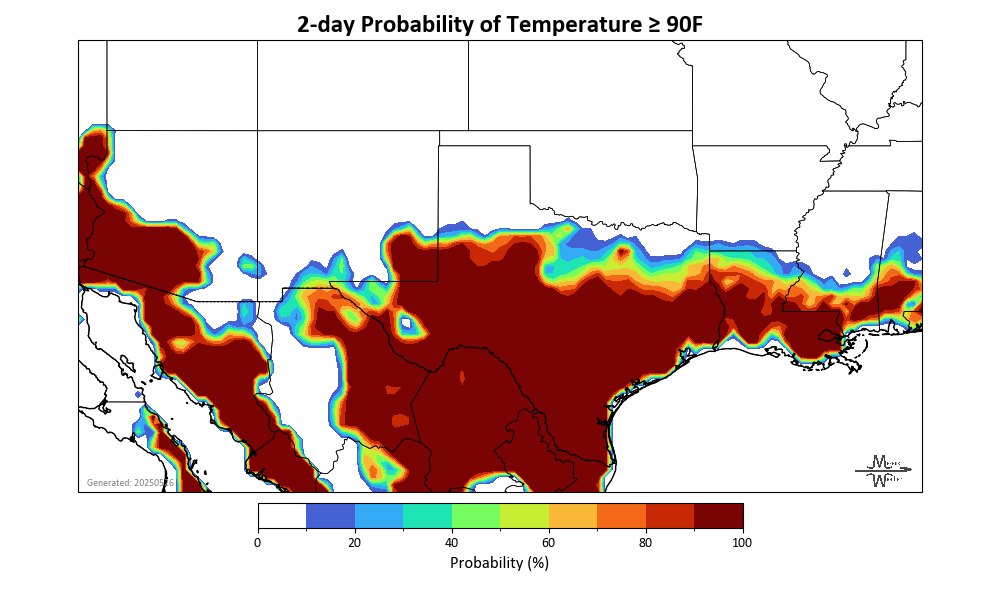 2-day Probability of Temperature ≥ 90F
Generated: 20250526
0 20 40 60 80 100
Probability (%)